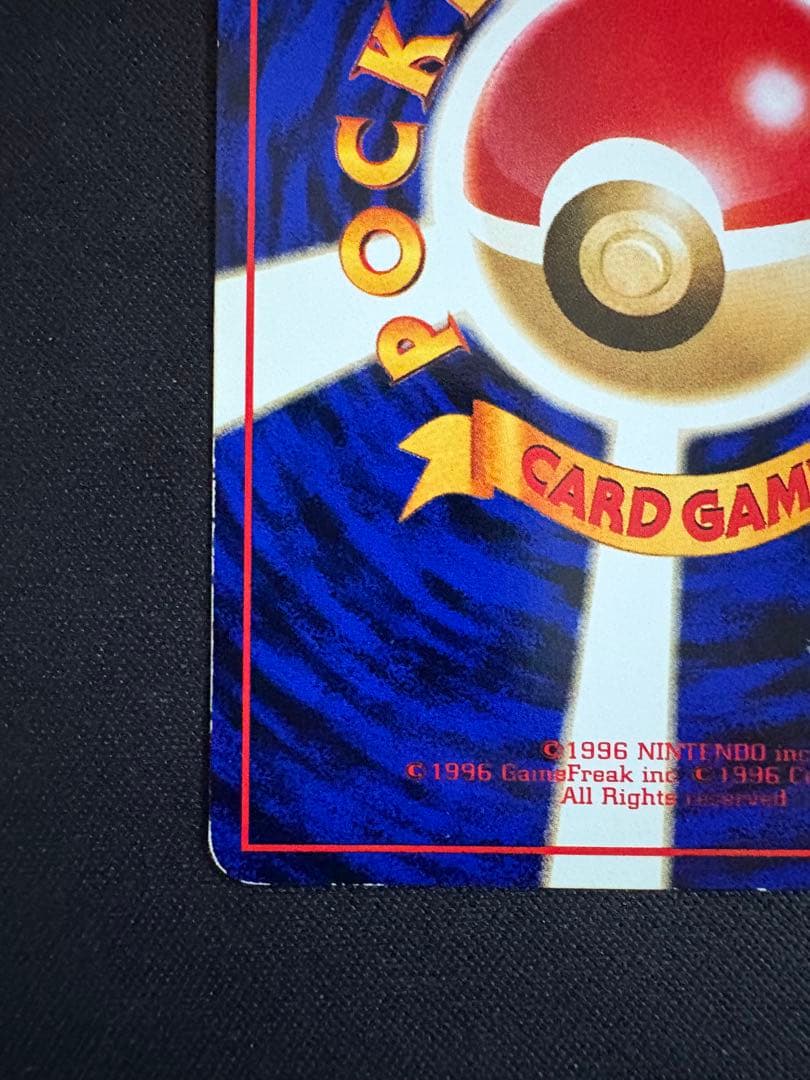 POCK
CARD GAM
©1996 NINTENDO inc
©1996 GameFreak inc ©1996 C
All Rights reserved